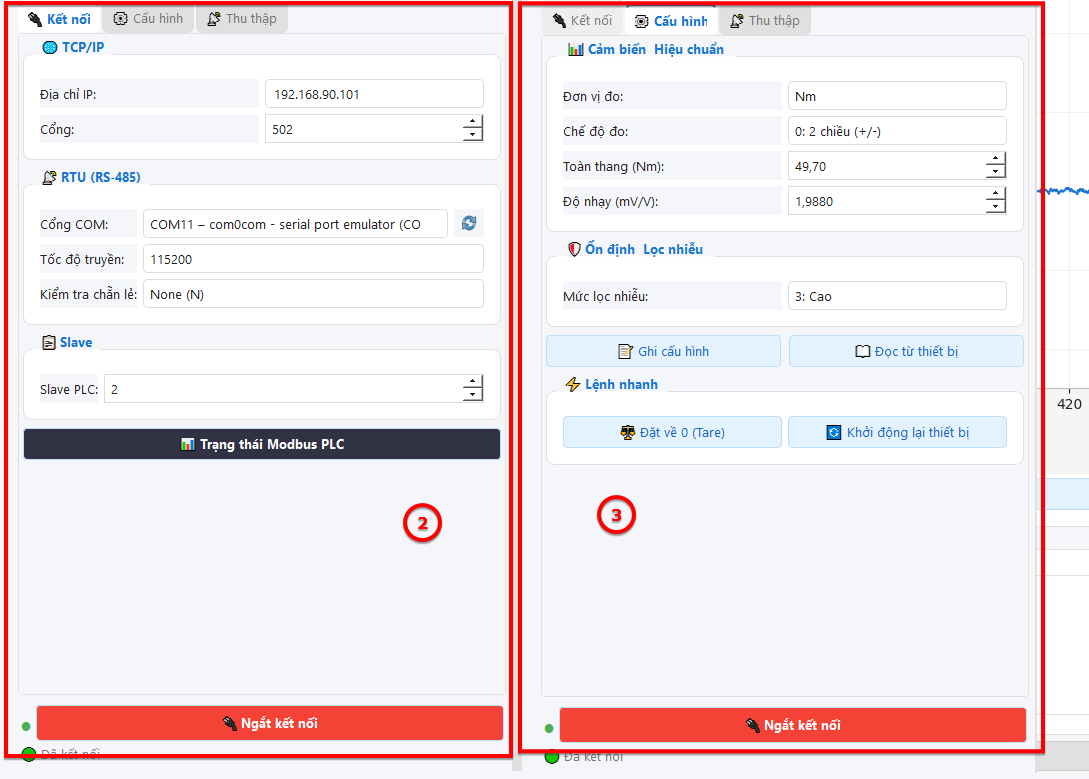 Kết nối
Cấu hình
Thu thập
TCP/IP
Địa chỉ IP:
192.168.90.101
Cổng:
502
RTU (RS-485)
Cổng COM:
COM11 – com0com - serial port emulator (CO
Tốc độ truyền:
115200
Kiểm tra chẵn lẻ:
None (N)
Slave
Slave PLC:
2
Trạng thái Modbus PLC
2
Ngắt kết nối
Đã kết nối
Kết nối
Cấu hình
Thu thập
Cảm biến Hiệu chuẩn
Đơn vị đo:
Nm
Chế độ đo:
0: 2 chiều (+/-)
Toàn thang (Nm):
49,70
Độ nhạy (mV/V):
1,9880
Ổn định Lọc nhiễu
Mức lọc nhiễu:
3: Cao
Ghi cấu hình
Đọc từ thiết bị
Lệnh nhanh
Đặt về 0 (Tare)
Khởi động lại thiết bị
3
Ngắt kết nối
Đã kết nối
420